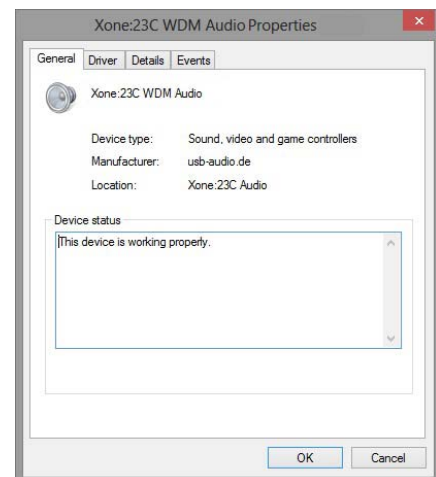 Xone:23C WDM Audio Properties
General Driver Details Events
Xone:23C WDM Audio
Device type: Sound, video and game controllers
Manufacturer: usb-audio.de
Location: Xone:23C Audio
Device status
This device is working properly.
OK Cancel